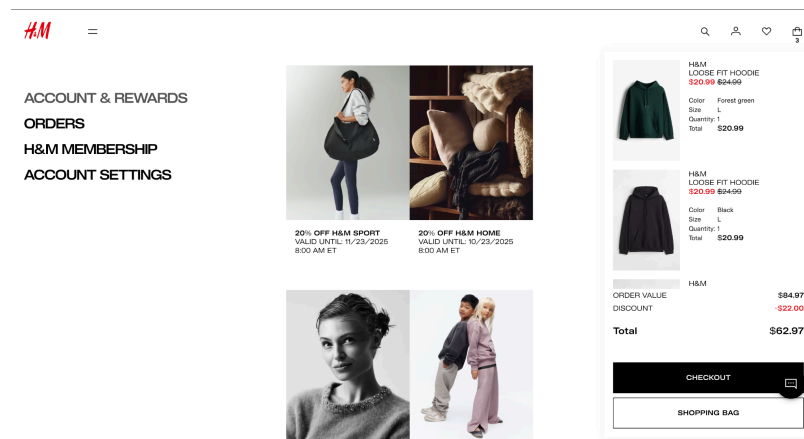 H&M
3
ACCOUNT & REWARDS
ORDERS
H&M MEMBERSHIP
ACCOUNT SETTINGS
20% OFF H&M SPORT
VALID UNTIL: 11/23/2025
8:00 AM ET
20% OFF H&M HOME
VALID UNTIL: 10/23/2025
8:00 AM ET
H&M
LOOSE FIT HOODIE
$20.99 $24.99
Color Forest green
Size L
Quantity: 1
Total $20.99
H&M
LOOSE FIT HOODIE
$20.99 $24.99
Color Black
Size L
Quantity: 1
Total $20.99
H&M
ORDER VALUE $84.97
DISCOUNT -$22.00
Total $62.97
CHECKOUT
SHOPPING BAG